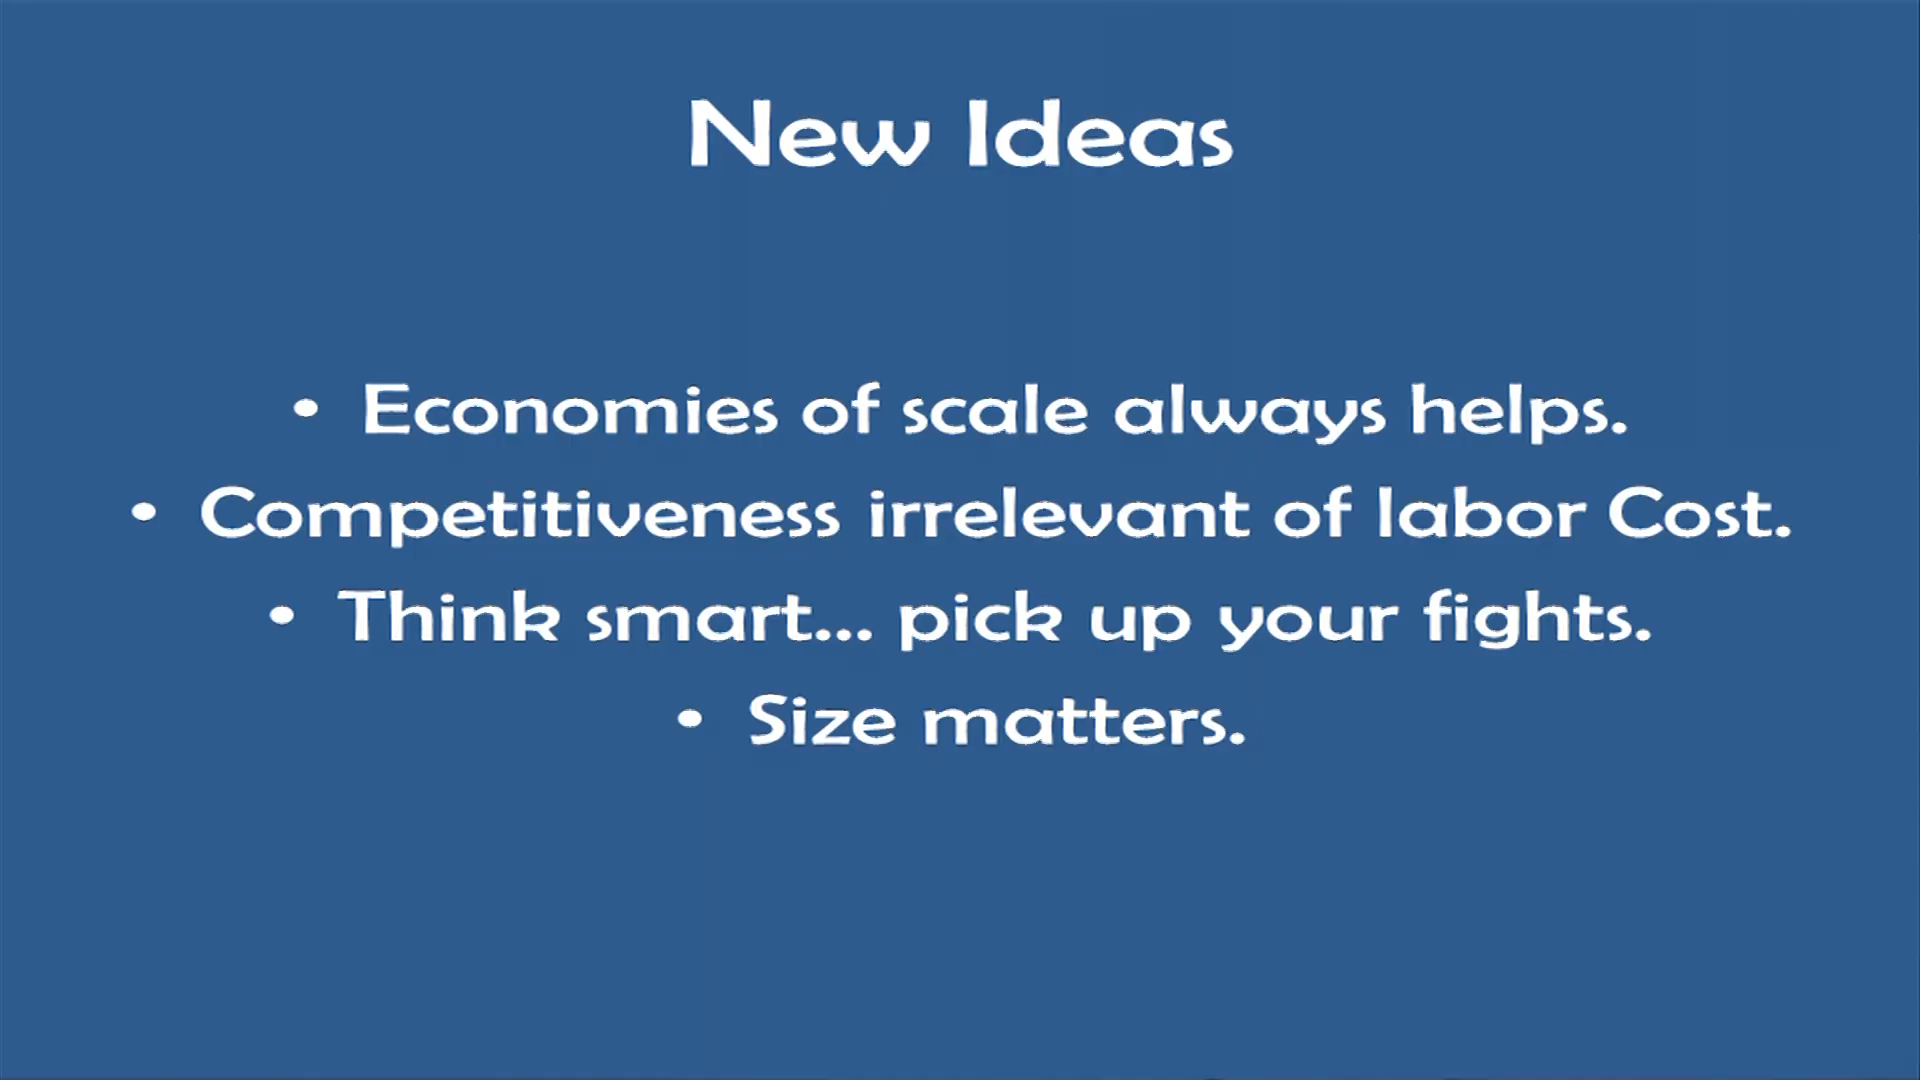 New Ideas
• Economies of scale always helps.
• Competitiveness irrelevant of labor Cost.
• Think smart... pick up your fights.
• Size matters.